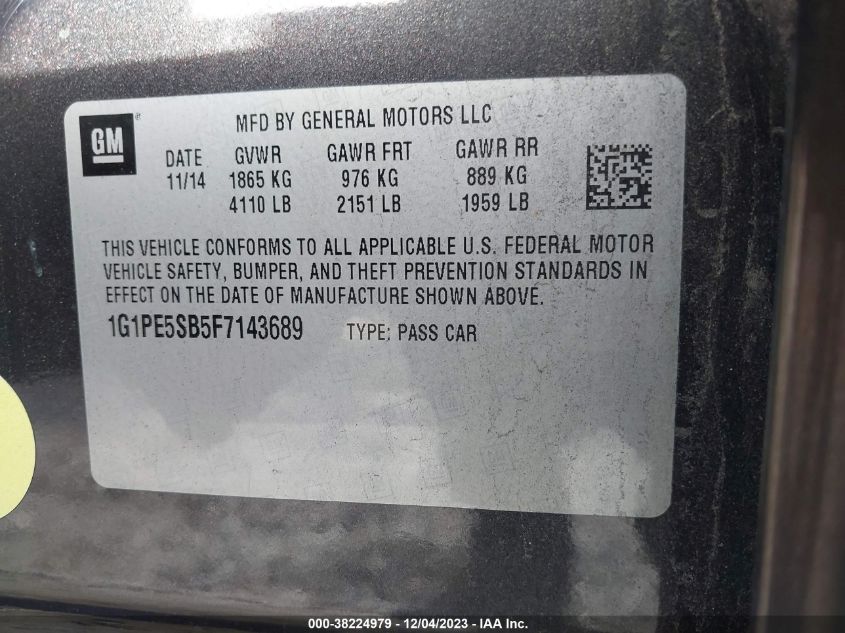 GM ®
MFD BY GENERAL MOTORS LLC
DATE GVWR GAWR FRT GAWR RR
11/14 1865 KG 976 KG 889 KG
4110 LB 2151 LB 1959 LB
THIS VEHICLE CONFORMS TO ALL APPLICABLE U.S. FEDERAL MOTOR
VEHICLE SAFETY, BUMPER, AND THEFT PREVENTION STANDARDS IN
EFFECT ON THE DATE OF MANUFACTURE SHOWN ABOVE.
1G1PE5SB5F7143689 TYPE: PASS CAR
000-38224979 - 12/04/2023 - IAA Inc.